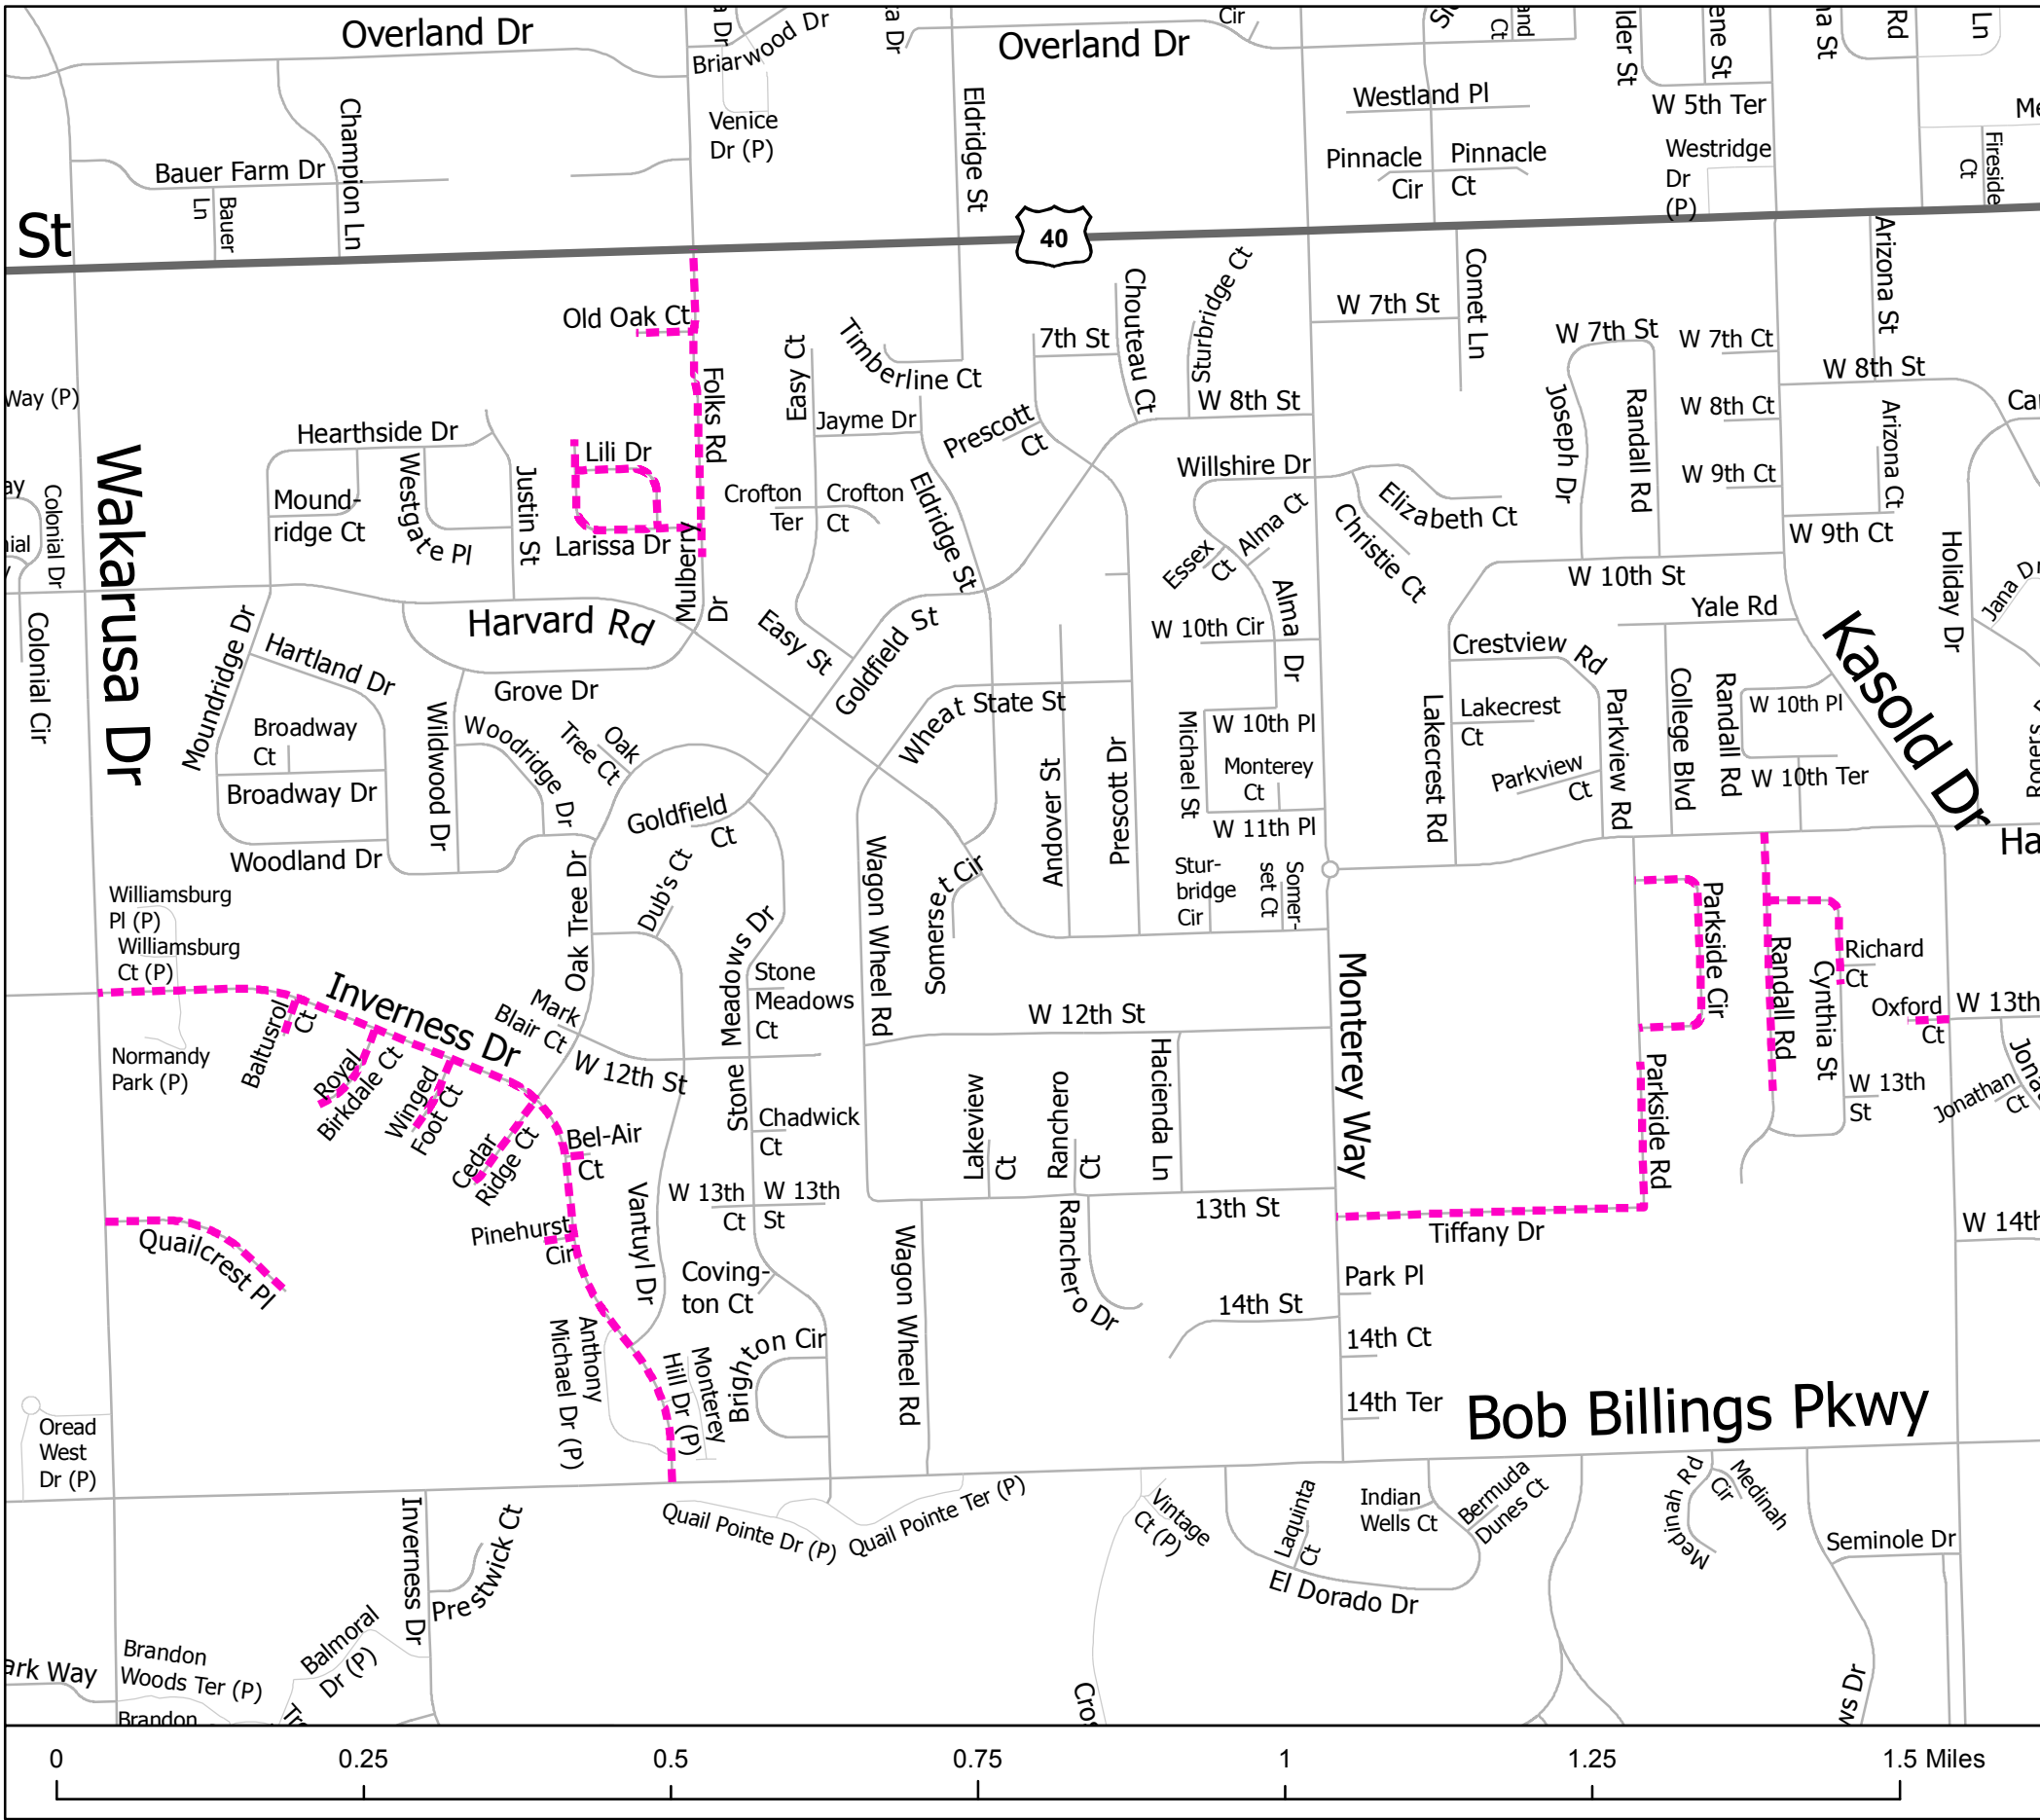 Overland Dr
Briarwood Dr
Overland Dr
Cir
Ct
Rd
Ln
Champion Ln
Venice
Dr (P)
Eldridge St
Westland Pl
W 5th Ter
Bauer Farm Dr
Bauer
Ln
Pinnacle
Cir
Pinnacle
Ct
Westridge
Dr
(P)
Fireside
Ct
St
40
Old Oak Ct
Folks Rd
Easy Ct
Timberline Ct
7th St
Chouteau Ct
Sturbridge Ct
W 7th St
Comet Ln
W 7th St
W 7th Ct
Arizona St
W 8th St
Way (P)
Hearthside Dr
Lili Dr
Jayme Dr
Prescott
Ct
W 8th St
Joseph Dr
Randall Rd
W 8th Ct
Arizona Ct
Wakarusa Dr
Colonial Dr
Mound-
ridge Ct
Westgate Pl
Justin St
Larissa Dr
Mulberry
Dr
Crofton
Ter
Crofton
Ct
Eldridge St
Willshire Dr
Essex
Ct
Alma Ct
Elizabeth Ct
Christie Ct
W 9th Ct
W 9th Ct
Holiday Dr
Colonial Cir
Moundridge Dr
Hartland Dr
Harvard Rd
Grove Dr
Easy St
Goldfield St
W 10th Cir
Alma Dr
W 10th St
Yale Rd
Jana Dr
Kasold Dr
Crestview Rd
Broadway
Ct
Broadway Dr
Woodland Dr
Wildwood Dr
Woodridge Dr
Oak
Tree Ct
Wheat State St
Andover St
Prescott Dr
Michael St
W 10th Pl
Monterey
Ct
W 11th Pl
Lakecrest Rd
Lakecrest
Ct
Parkview
Ct
Parkview Rd
College Blvd
Randall Rd
W 10th Pl
W 10th Ter
Rogers
Goldfield
Ct
Williamsburg
Pl (P)
Williamsburg
Ct (P)
Oak Tree Dr
Dub's Ct
Stone Meadows Dr
Wagon Wheel Rd
Somerset Cir
Stur-
bridge
Cir
Somer-
set Ct
Parkside Cir
Randall Rd
Cynthia St
Richard
Ct
Oxford
Ct
W 13th
Inverness Dr
Baltusrol
Ct
Mark
Blair Ct
Stone
Meadows
Ct
W 12th St
Monterey Way
Normandy
Park (P)
Royal
Birkdale Ct
Winged
Foot Ct
W 12th St
Hacienda Ln
Parkside Rd
W 13th
St
Jonathan
Ct
Cedar
Ridge Ct
Bel-Air
Ct
Chadwick
Ct
Lakeview
Ct
Ranchero
Ct
Vantuyl Dr
W 13th
Ct
W 13th
St
13th St
Tiffany Dr
W 14th
Quailcrest Pl
Pinehurst
Cir
Coving-
ton Ct
Wagon Wheel Rd
Ranchero Dr
Park Pl
14th St
14th Ct
14th Ter
Anthony
Michael Dr (P)
Monterey
Hill Dr (P)
Brighton Cir
Bob Billings Pkwy
Oread
West
Dr (P)
Inverness Dr
Prestwick Ct
Quail Pointe Dr (P)
Quail Pointe Ter (P)
Vintage
Ct (P)
Laquinta
Ct
El Dorado Dr
Indian
Wells Ct
Bermuda
Dunes Ct
Medinah Rd
Medinah
Cir
Seminole Dr
Balmoral
Dr (P)
Brandon
Woods Ter (P)
ark Way
Brandon
0
0.25
0.5
0.75
1
1.25
1.5 Miles